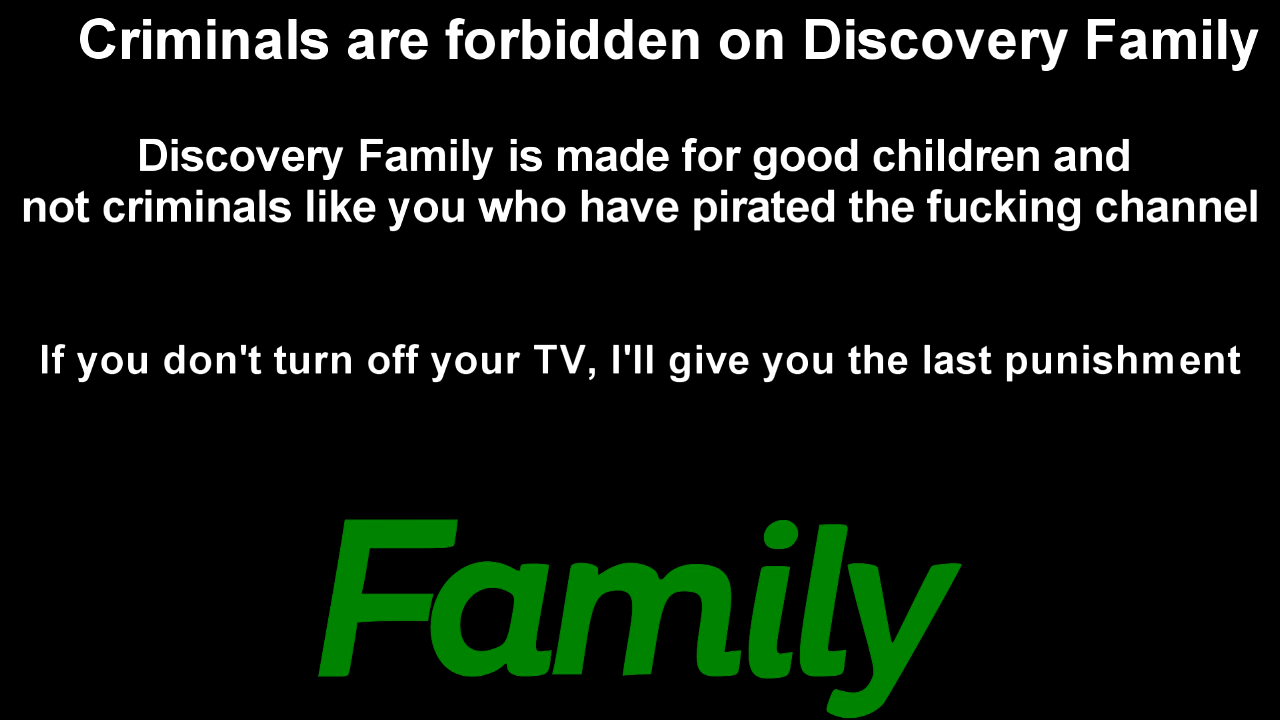 Criminals are forbidden on Discovery Family
Discovery Family is made for good children and
not criminals like you who have pirated the fucking channel
If you don't turn off your TV, I'll give you the last punishment
Family